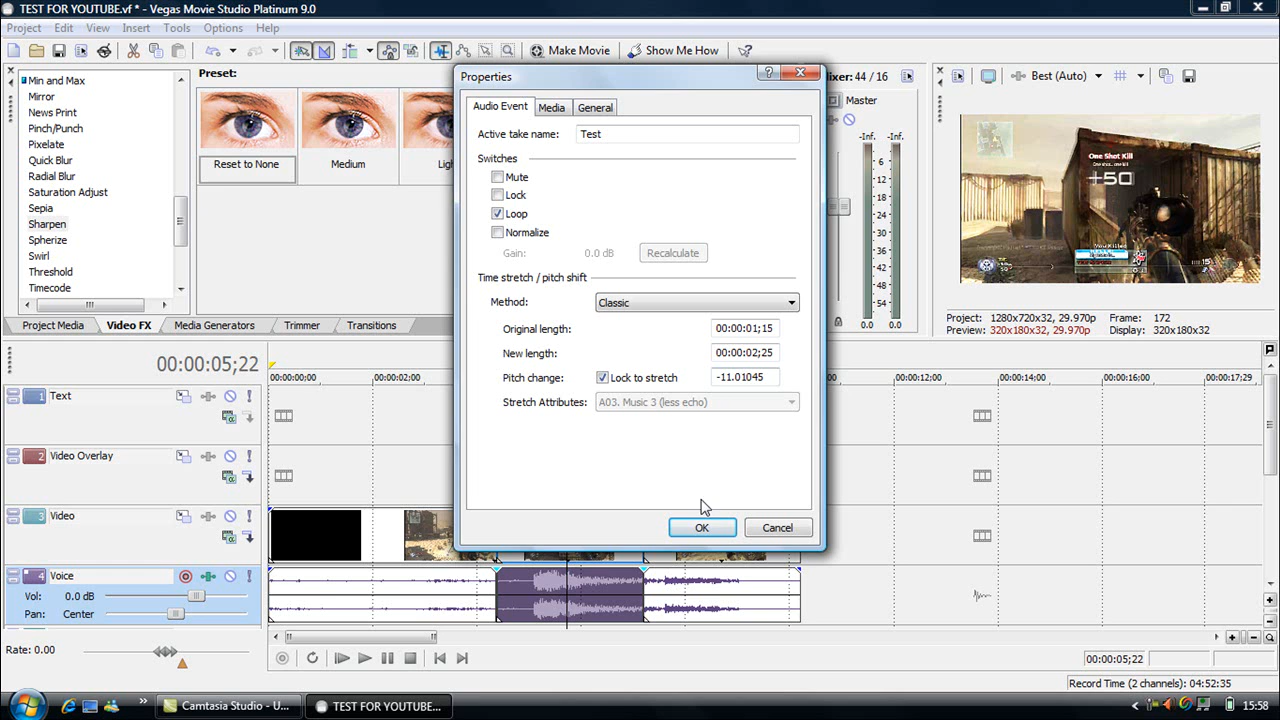 TEST FOR YOUTUBE.vf * - Vegas Movie Studio Platinum 9.0
Project Edit View Insert Tools Options Help
Make Movie Show Me How
Min and Max
Mirror
News Print
Pinch/Punch
Pixelate
Quick Blur
Radial Blur
Saturation Adjust
Sepia
Sharpen
Spherize
Swirl
Threshold
Timecode
Preset:
Reset to None
Medium
Ligh
Project Media Video FX Media Generators Trimmer Transitions
Properties
Audio Event Media General
Active take name: Test
Switches
Mute
Lock
Loop
Normalize
Gain: 0.0 dB Recalculate
Time stretch / pitch shift
Method: Classic
Original length: 00:00:01;15
New length: 00:00:02;25
Pitch change: Lock to stretch -11.01045
Stretch Attributes: A03. Music 3 (less echo)
OK Cancel
ixer: 44 / 16
Master
-Inf. -Inf.
6
12
18
24
30
36
42
48
54
0.0 0.0
Best (Auto)
One Shot Kill
+50
Project: 1280x720x32, 29.970p Frame: 172
Preview: 320x180x32, 29.970p Display: 320x180x32
00:00:05;22
00:00:00;00 00:00:02;00 00:00:12;00 00:00:14;00 00:00:16;00 00:00:17;29
1 Text
2 Video Overlay
3 Video
4 Voice
Vol: 0.0 dB
Pan: Center
Rate: 0.00
00:00:05;22
Record Time (2 channels): 04:52:35
Camtasia Studio - U...
TEST FOR YOUTUBE...
15:58